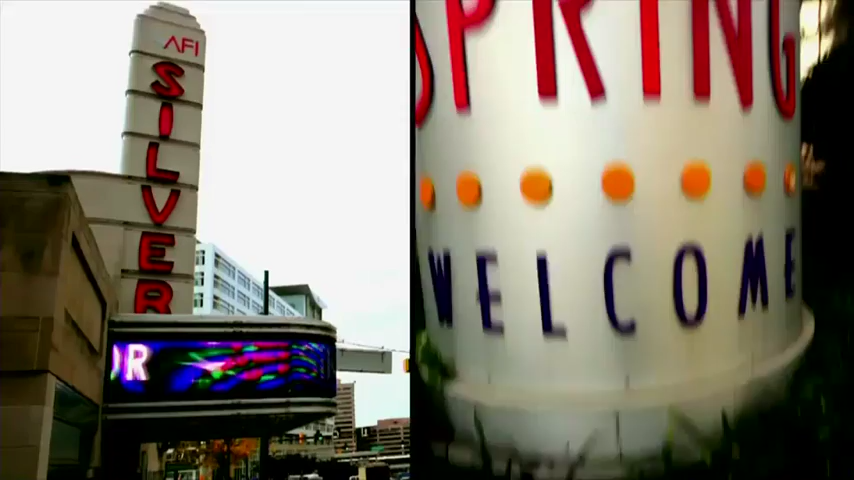 AFI
SILVER
OR
SPRING
WELCOME